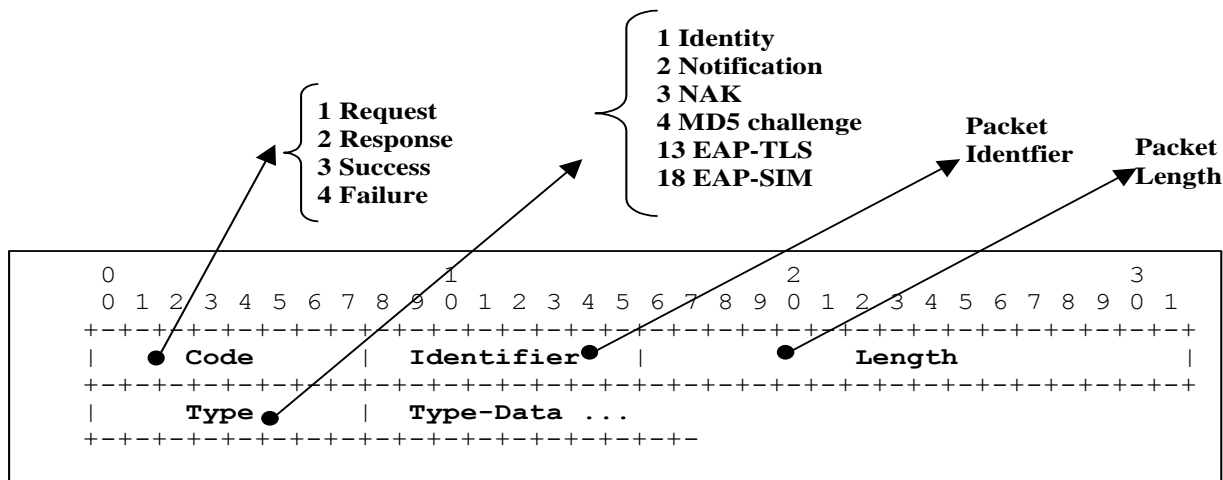 1 Request
2 Response
3 Success
4 Failure
1 Identity
2 Notification
3 NAK
4 MD5 challenge
13 EAP-TLS
18 EAP-SIM
Packet
Identfier
Packet
Length
0 1 2 3
0 1 2 3 4 5 6 7 8 9 0 1 2 3 4 5 6 7 8 9 0 1 2 3 4 5 6 7 8 9 0 1
+-+-+-+-+-+-+-+-+-+-+-+-+-+-+-+-+-+-+-+-+-+-+-+-+-+-+-+-+-+-+-+-+
| Code | Identifier | Length |
+-+-+-+-+-+-+-+-+-+-+-+-+-+-+-+-+-+-+-+-+-+-+-+-+-+-+-+-+-+-+-+-+
| Type | Type-Data ...
+-+-+-+-+-+-+-+-+-+-+-+-+-+-+-+-+-+-